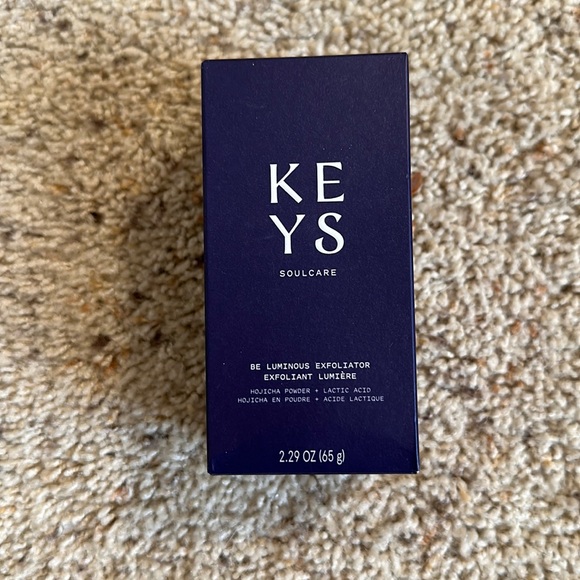 KE
YS
SOULCARE
BE LUMINOUS EXFOLIATOR
EXFOLIANT LUMIÈRE
HOJICHA POWDER + LACTIC ACID
HOJICHA EN POUDRE + ACIDE LACTIQUE
2.29 OZ (65 g)